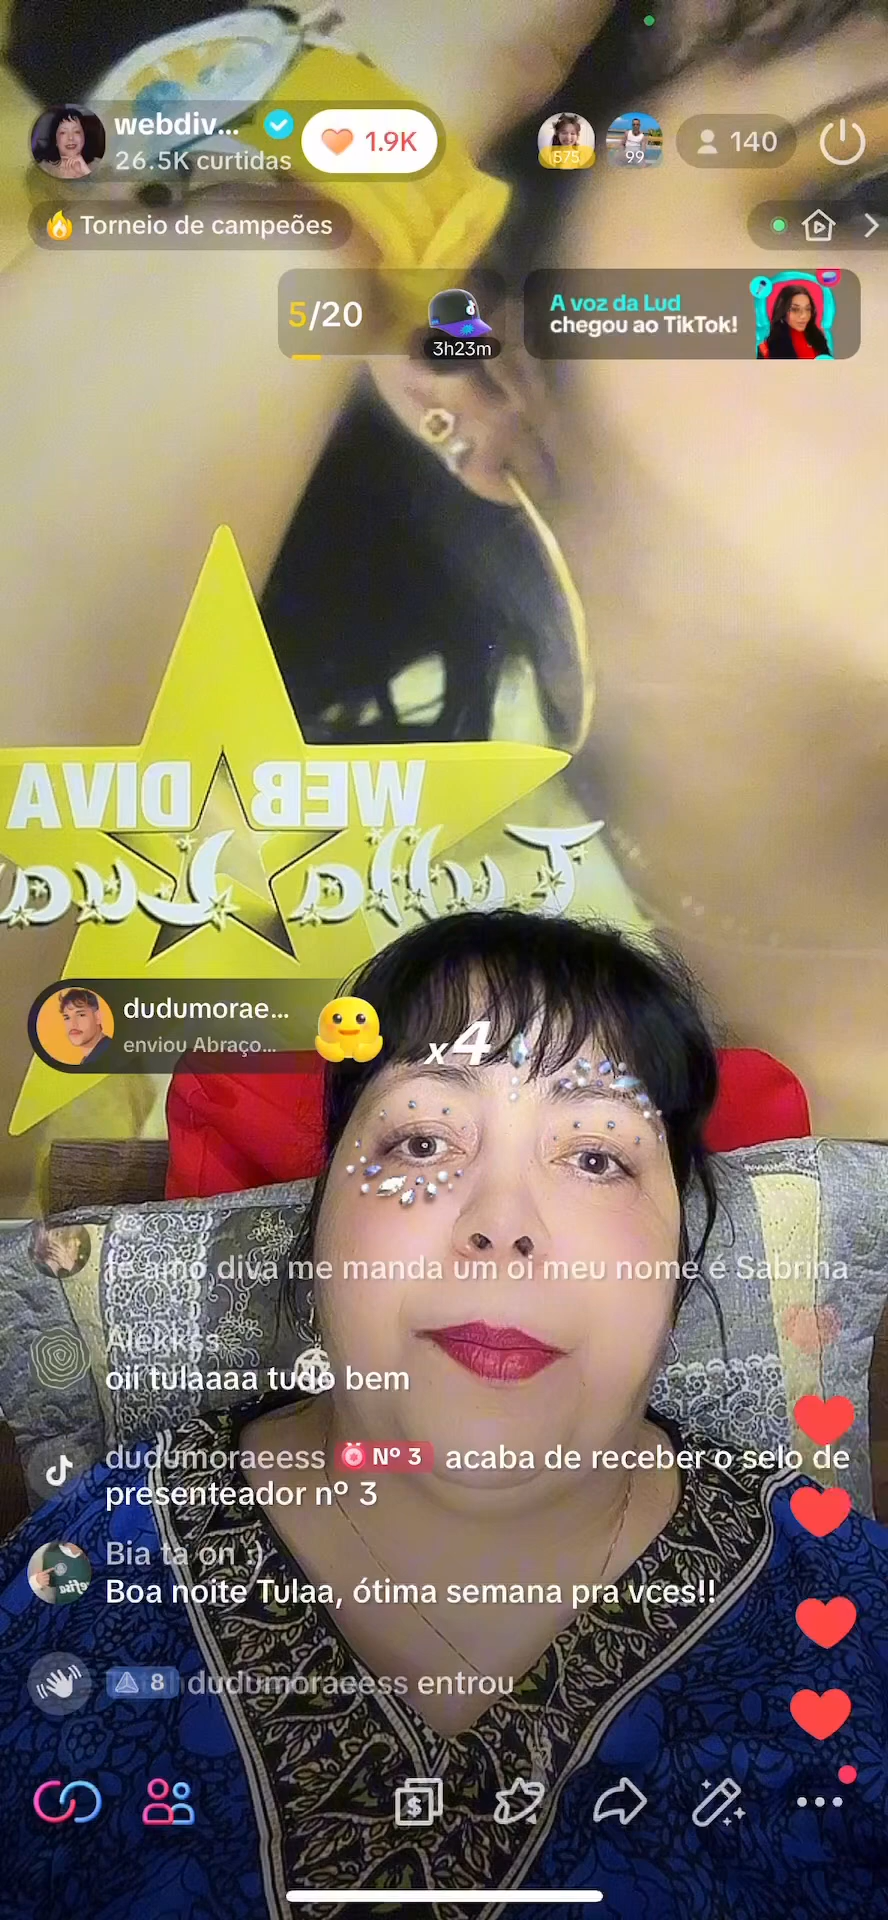 webdiv...
26.5K curtidas
1.9K
575
99
140
Torneio de campeões
5/20
3h23m
A voz da Lud
chegou ao TikTok!
WEB DIVA
Tulla Luana
dudumorae...
enviou Abraço...
x4
te amo diva me manda um oi meu nome é Sabrina
Alekkss
oii tulaaaa tudo bem
dudumoraeess Nº 3 acaba de receber o selo de
presenteador nº 3
Bia ta on :)
Boa noite Tulaa, ótima semana pra vces!!
8 dudumoraeess entrou